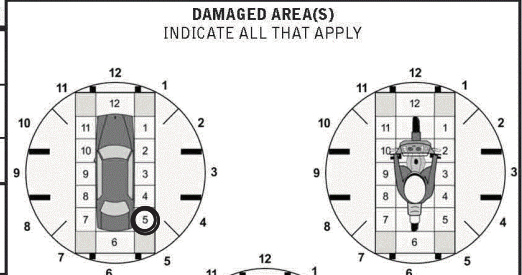 DAMAGED AREA(S)
INDICATE ALL THAT APPLY
12 12
11 1 11 1
12 12
10 11 1 2 10 11 1 2
10 2 10 2
9 9 3 3 9 9 3 3
8 4 8 4
8 7 5 4 8 7 5 4
6 6
7 5 7 5
6 12 6
11 1